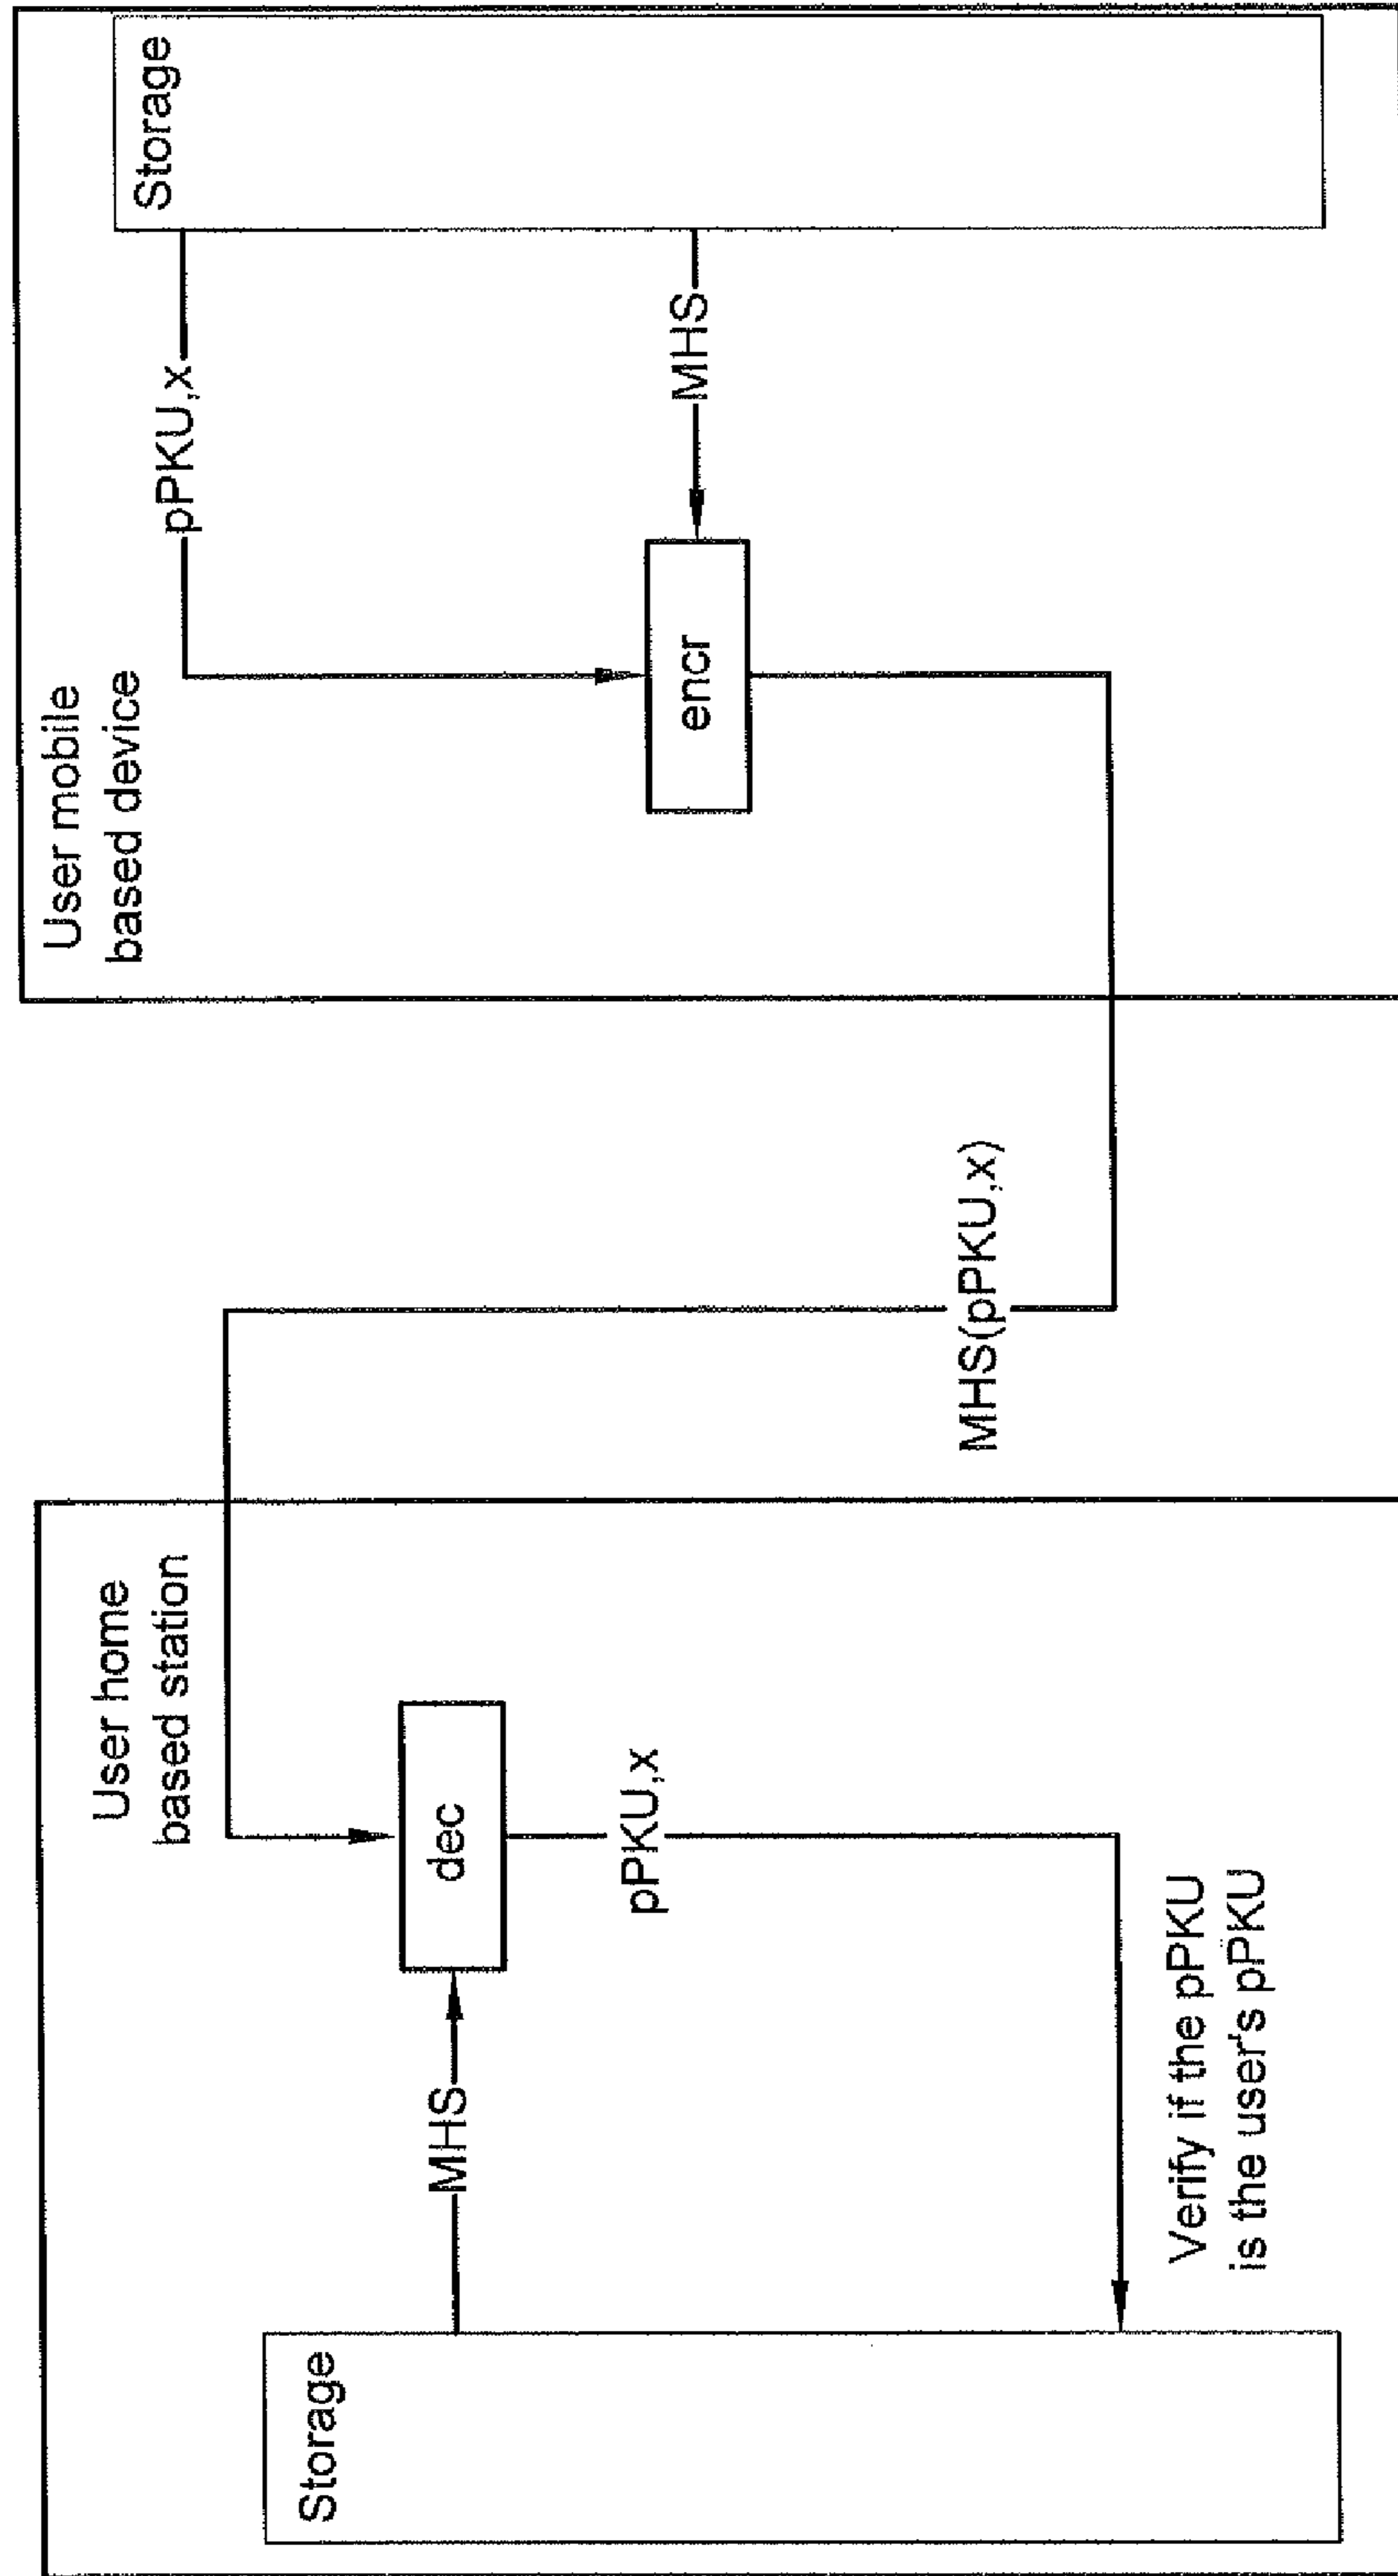 User home
based station
Storage
MHS
dec
pPKU,x
Verify if the pPKU
is the user's pPKU
MHS(pPKU,x)
User mobile
based device
Storage
pPKU,x
MHS
encr